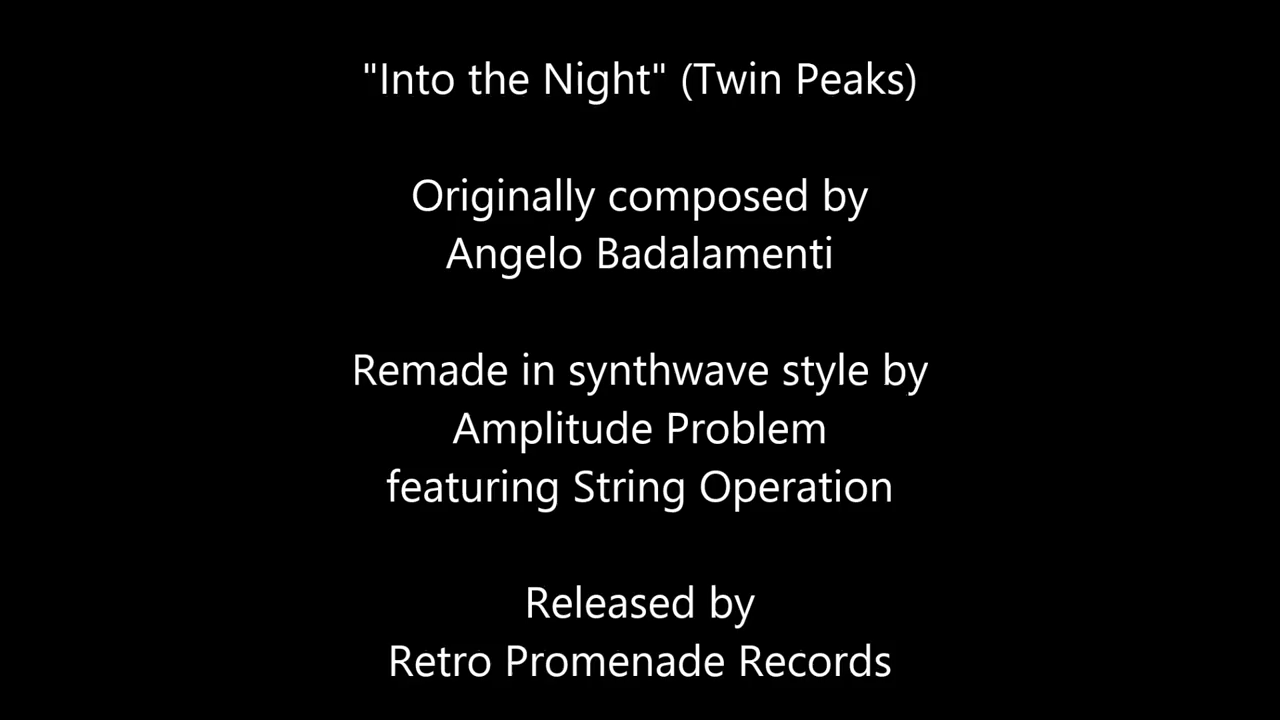 "Into the Night" (Twin Peaks)
Originally composed by
Angelo Badalamenti
Remade in synthwave style by
Amplitude Problem
featuring String Operation
Released by
Retro Promenade Records